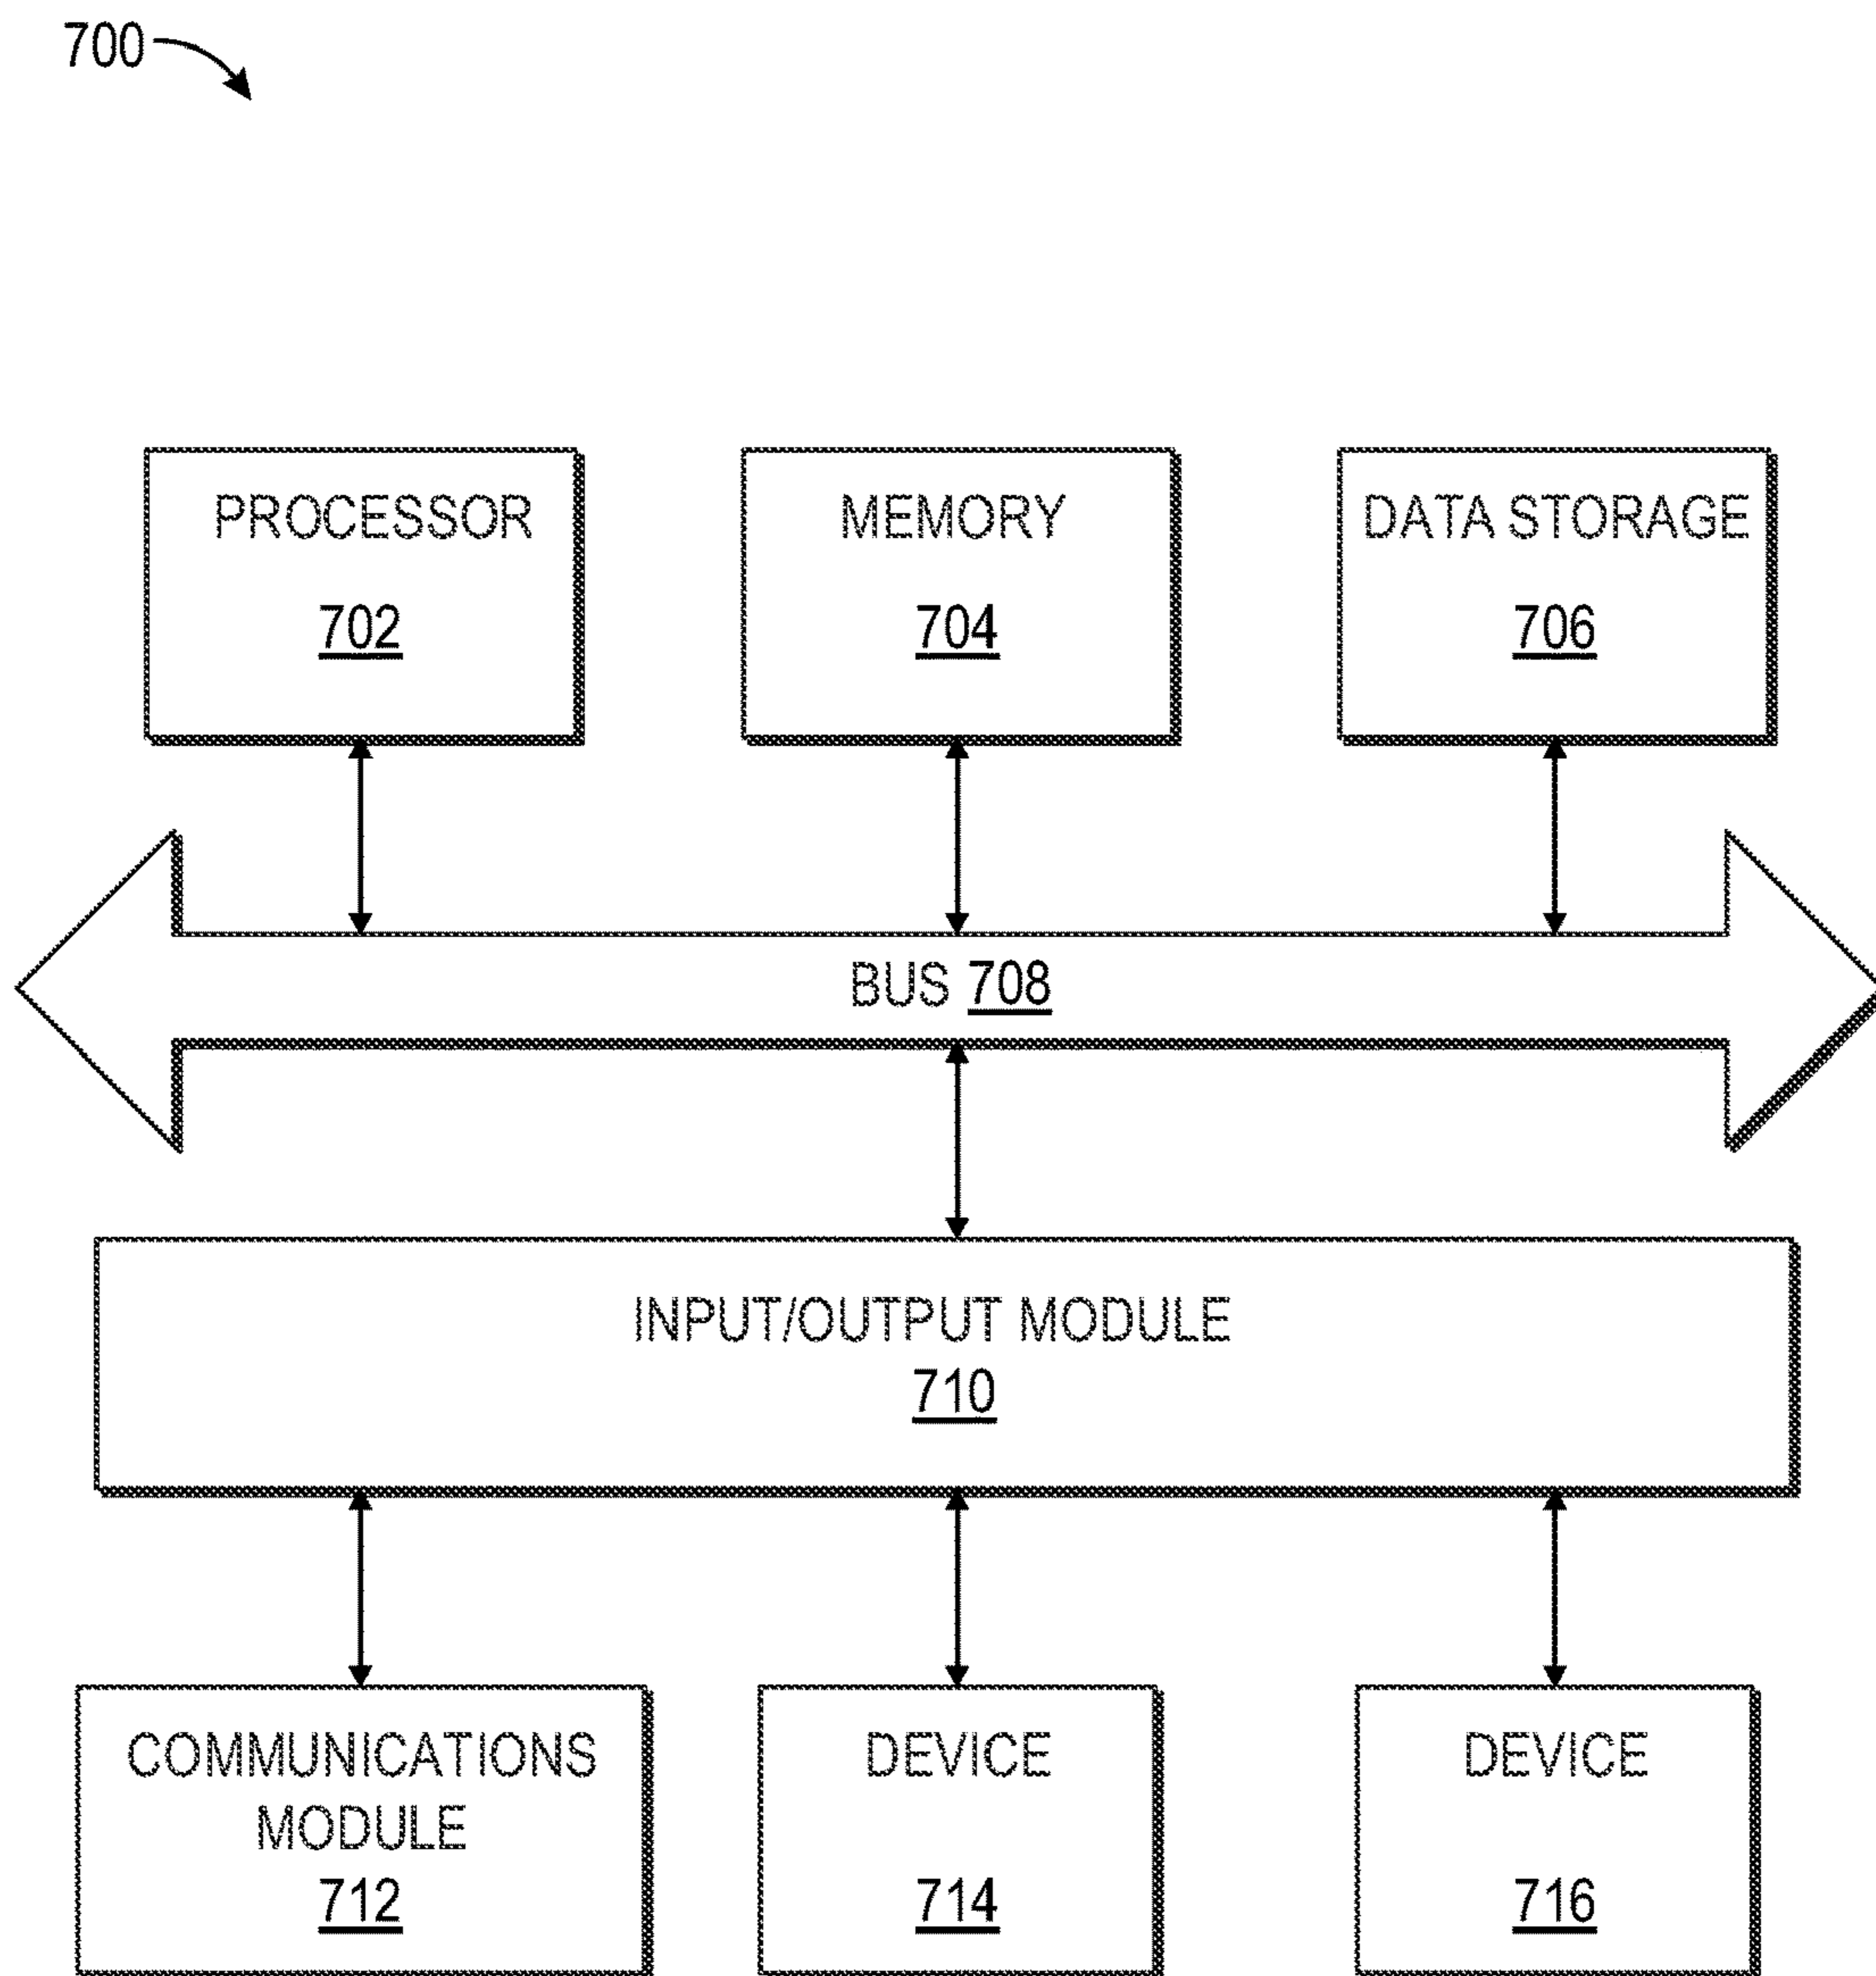 700
PROCESSOR
702
MEMORY
704
DATA STORAGE
706
BUS 708
INPUT/OUTPUT MODULE
710
COMMUNICATIONS
MODULE
712
DEVICE
714
DEVICE
716